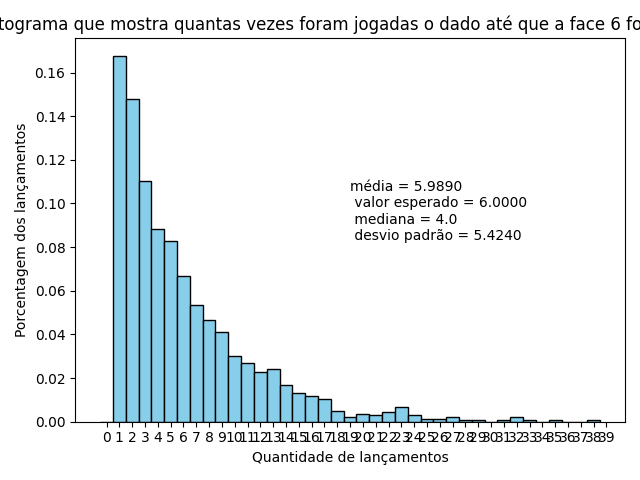 tograma que mostra quantas vezes foram jogadas o dado até que a face 6 fo
0.16
0.14
0.12
0.10
0.08
0.06
0.04
0.02
0.00
Porcentagem dos lançamentos
média = 5.9890
valor esperado = 6.0000
mediana = 4.0
desvio padrão = 5.4240
0 1 2 3 4 5 6 7 8 9 10 11 12 13 14 15 16 17 18 19 20 21 22 23 24 25 26 27 28 29 30 31 32 33 34 35 36 37 38 39
Quantidade de lançamentos